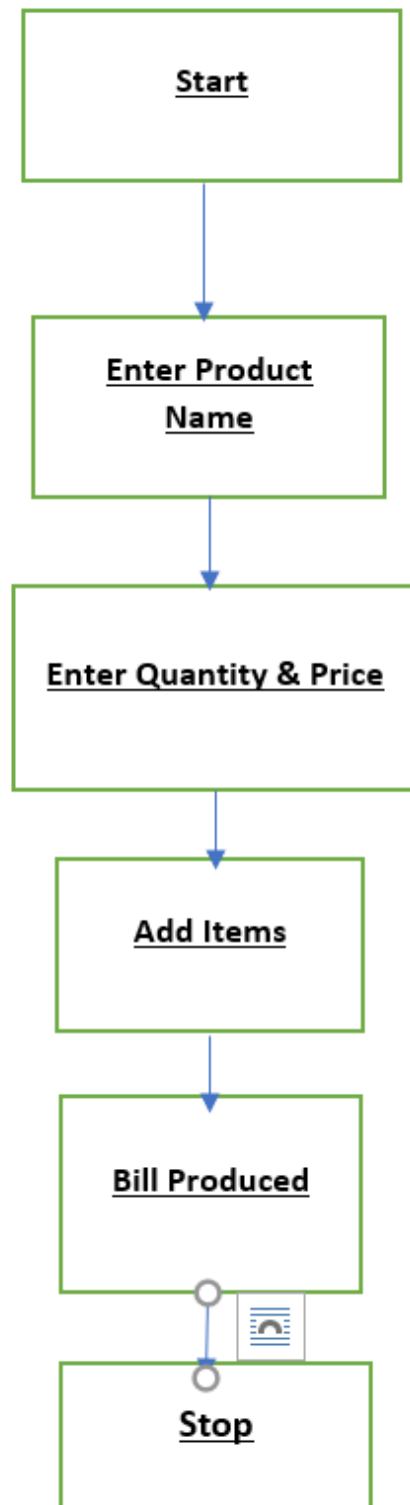 Start
Enter Product
Name
Enter Quantity & Price
Add Items
Bill Produced
Stop